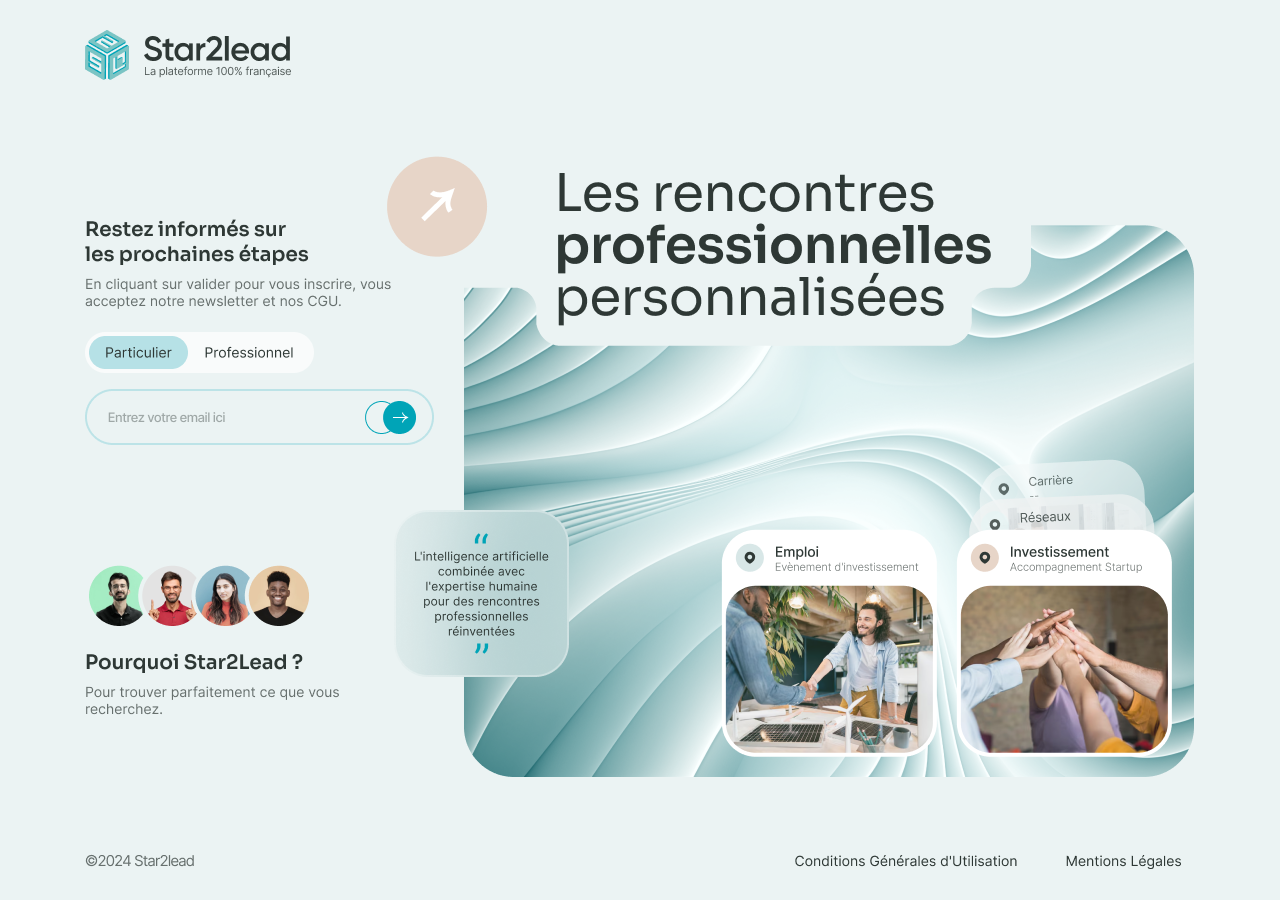 Star2lead
La plateforme 100% française
Les rencontres
professionnelles
personnalisées
Restez informés sur
les prochaines étapes
En cliquant sur valider pour vous inscrire, vous
acceptez notre newsletter et nos CGU.
Particulier
Professionnel
Entrez votre email ici
Carrière
Réseaux
“
L'intelligence artificielle
combinée avec
l'expertise humaine
pour des rencontres
professionnelles
réinventées
”
Emploi
Evènement d'investissement
Investissement
Accompagnement Startup
Pourquoi Star2Lead ?
Pour trouver parfaitement ce que vous
recherchez.
©2024 Star2lead
Conditions Générales d'Utilisation
Mentions Légales